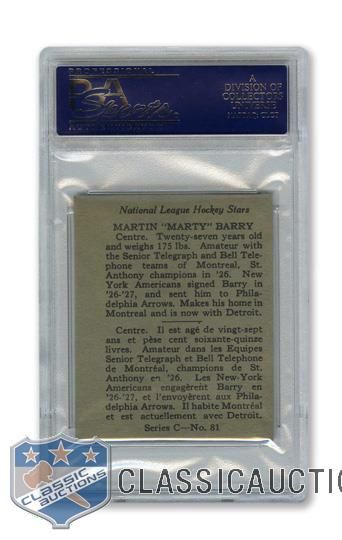 PROFESSIONAL
PSA
Sports
AUTHENTICATOR
A
DIVISION OF
COLLECTORS
UNIVERSE
NASDAQ: CLCT
National League Hockey Stars
MARTIN "MARTY" BARRY
Centre. Twenty-seven years old
and weighs 175 lbs. Amateur with
the Senior Telegraph and Bell Tele-
phone teams of Montreal, St.
Anthony champions in '26. New
York Americans signed Barry in
'26-'27, and sent him to Phila-
delphia Arrows. Makes his home in
Montreal and is now with Detroit.
Centre. Il est agé de vingt-sept
ans et pèse cent soixante-quinze
livres. Amateur dans les Equipes
Senior Telegraph et Bell Telephone
de Montréal, champions de St.
Anthony en '26. Les New-York
Americans engagèrent Barry en
'26-'27, et l'envoyèrent aux Phila-
delphia Arrows. Il habite Montréal
et est actuellement avec Detroit.
Series C—No. 81
CLASSIC
AUCTIONS
CLASSICAUCTIO